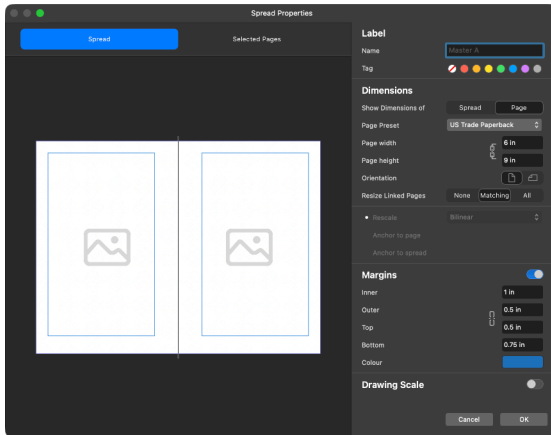 Spread Properties
Spread Selected Pages
Label
Name Master A
Tag
Dimensions
Show Dimensions of Spread Page
Page Preset US Trade Paperback
Page width 6 in
Page height 9 in
Orientation
Resize Linked Pages None Matching All
Rescale Bilinear
Anchor to page
Anchor to spread
Margins
Inner 1 in
Outer 0.5 in
Top 0.5 in
Bottom 0.75 in
Colour
Drawing Scale
Cancel OK